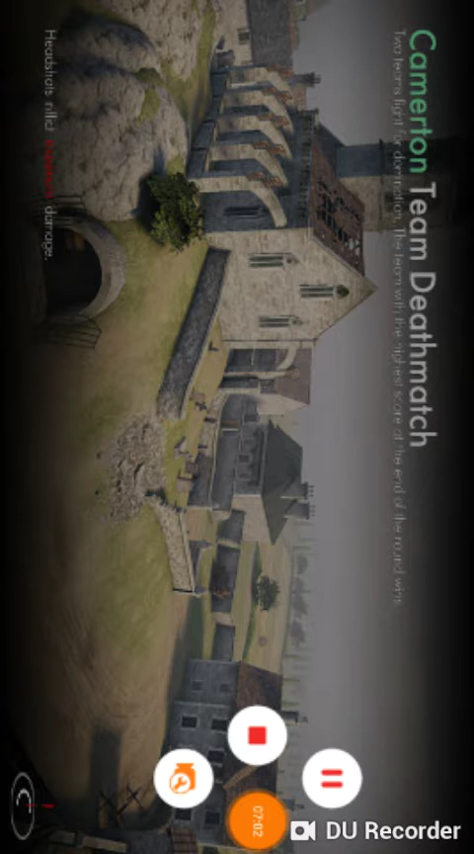 Camerton Team Deathmatch
Two teams fight for domination. The team with the highest score at the end of the round wins.
Headshots inflict damage.
07:02
DU Recorder